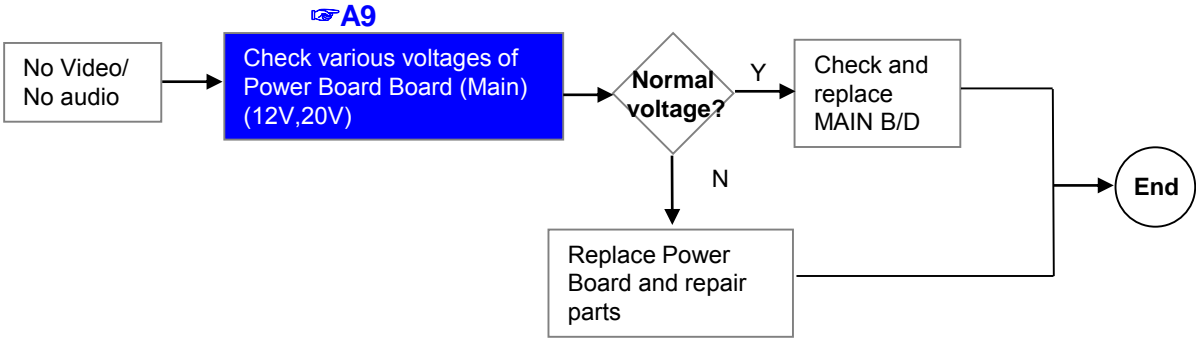 ☞A9
No Video/
No audio
Check various voltages of
Power Board Board (Main)
(12V,20V)
Normal
voltage?
Y
Check and
replace
MAIN B/D
N
End
Replace Power
Board and repair
parts